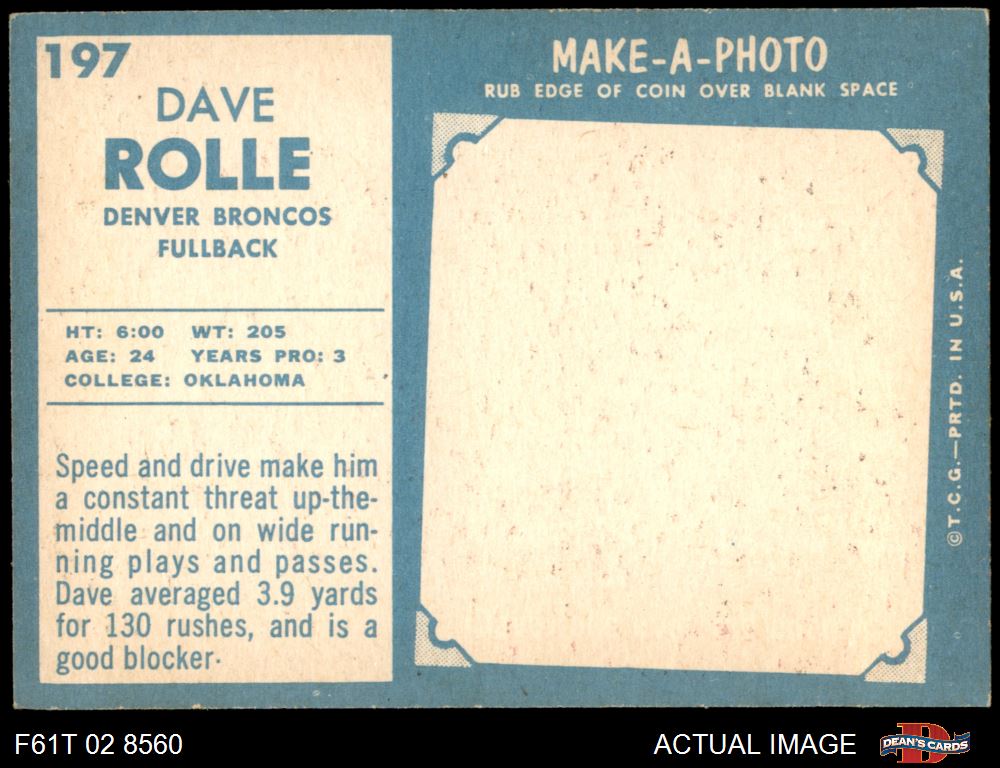 197
DAVE
ROLLE
DENVER BRONCOS
FULLBACK
HT: 6:00 WT: 205
AGE: 24 YEARS PRO: 3
COLLEGE: OKLAHOMA
Speed and drive make him
a constant threat up-the-
middle and on wide run-
ning plays and passes.
Dave averaged 3.9 yards
for 130 rushes, and is a
good blocker.
MAKE-A-PHOTO
RUB EDGE OF COIN OVER BLANK SPACE
©T.C.G.—PRTD. IN U.S.A.
F61T 02 8560
ACTUAL IMAGE
D
DEAN'S CARDS